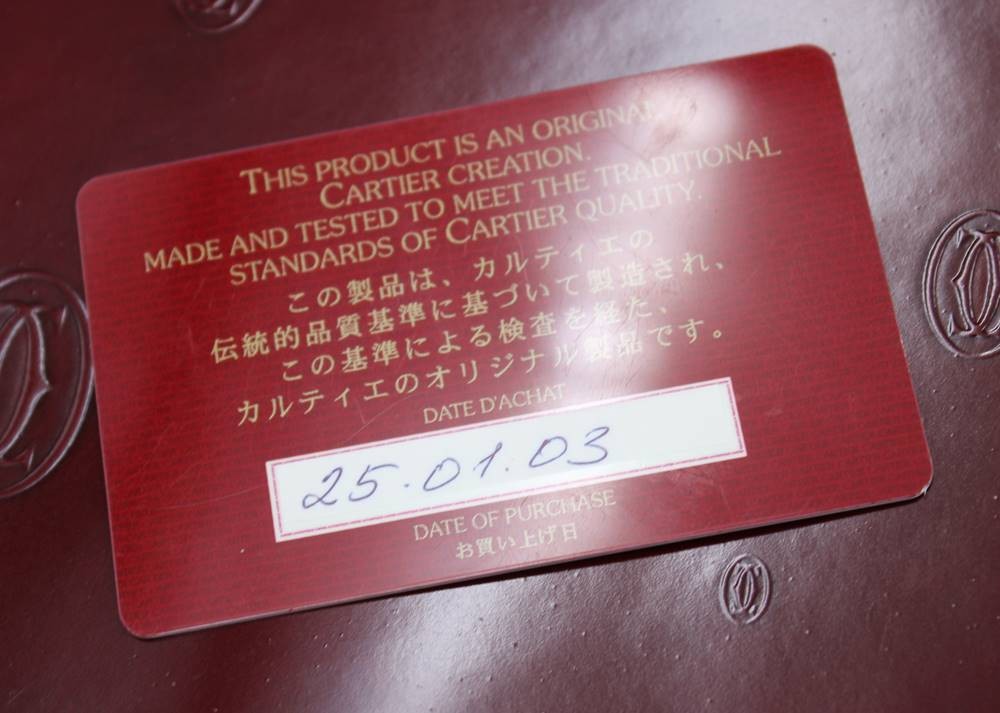 THIS PRODUCT IS AN ORIGINAL
CARTIER CREATION.
MADE AND TESTED TO MEET THE TRADITIONAL
STANDARDS OF CARTIER QUALITY.
この製品は、カルティエの
伝統的品質基準に基づいて製造され、
この基準による検査を経た、
カルティエのオリジナル製品です。
DATE D'ACHAT
25.01.03
DATE OF PURCHASE
お買い上げ日